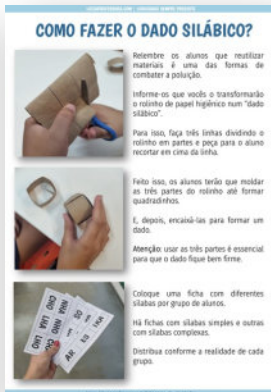 COMO FAZER O DADO SILÁBICO?
Relembre os alunos que reutilizar
materiais é uma das formas de
combater a poluição.
Informe-os que vocês o transformarão
o rolinho de papel higiênico num "dado
silábico".
Para isso, faça três linhas dividindo o
rolinho em partes e peça para o aluno
recortar em cima da linha.
Feito isso, os alunos terão que moldar
as três partes do rolinho até formar
quadradinhos.
E, depois, encaixá-las para formar um
dado.
Atenção: usar as três partes é essencial
para que o dado fique bem firme.
Coloque uma ficha com diferentes
sílabas por grupo de alunos.
Há fichas com sílabas simples e outras
com sílabas complexas.
Distribua conforme a realidade de cada
grupo.